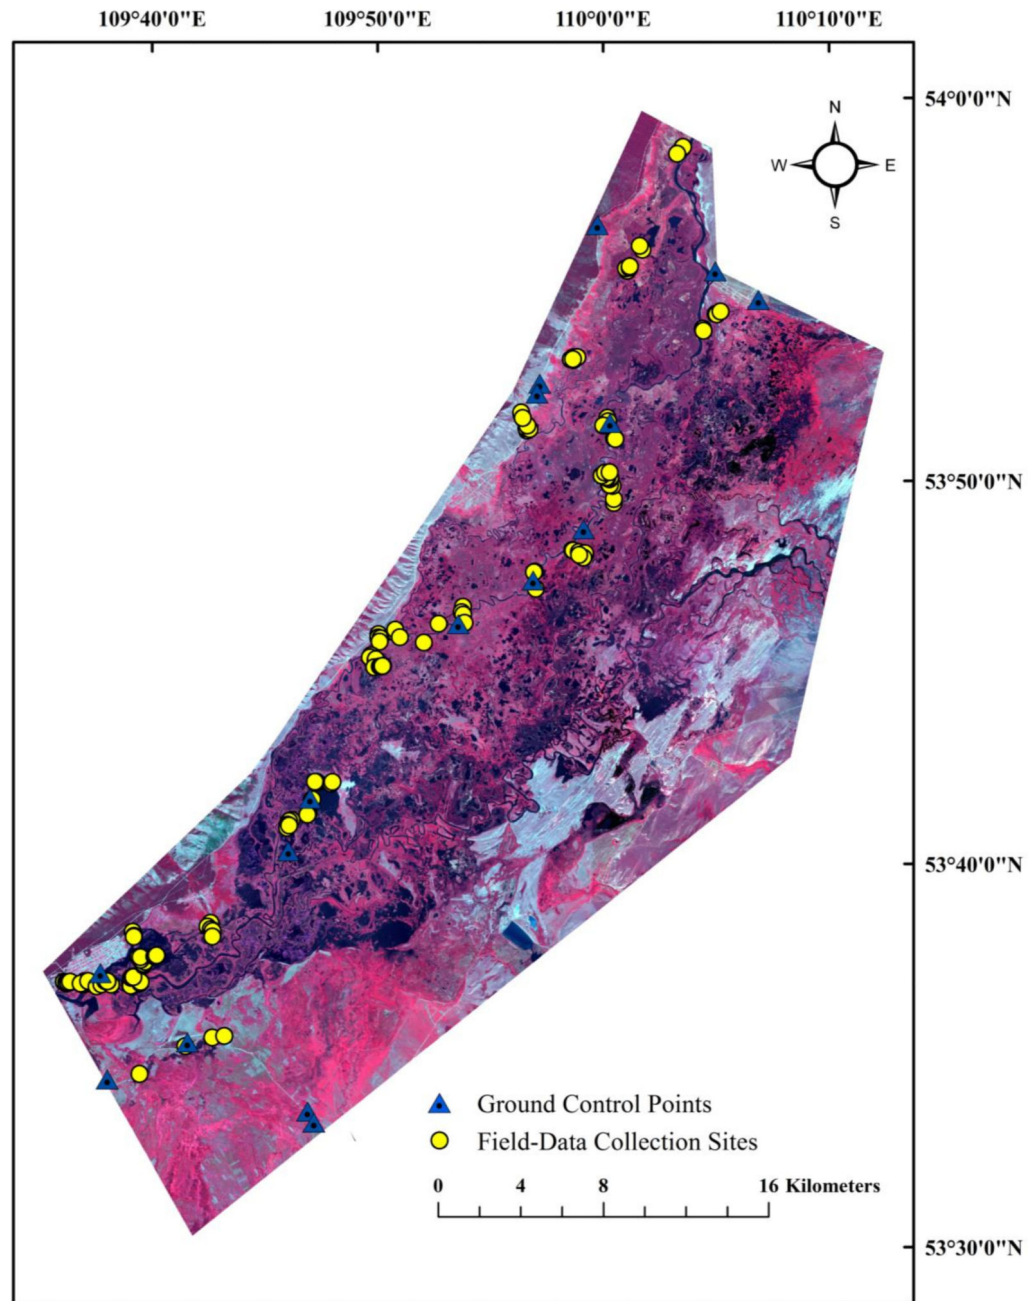 109°40'0"E 109°50'0"E 110°0'0"E 110°10'0"E
54°0'0"N
N
W E
S
53°50'0"N
53°40'0"N
Ground Control Points
Field-Data Collection Sites
0 4 8 16 Kilometers
53°30'0"N